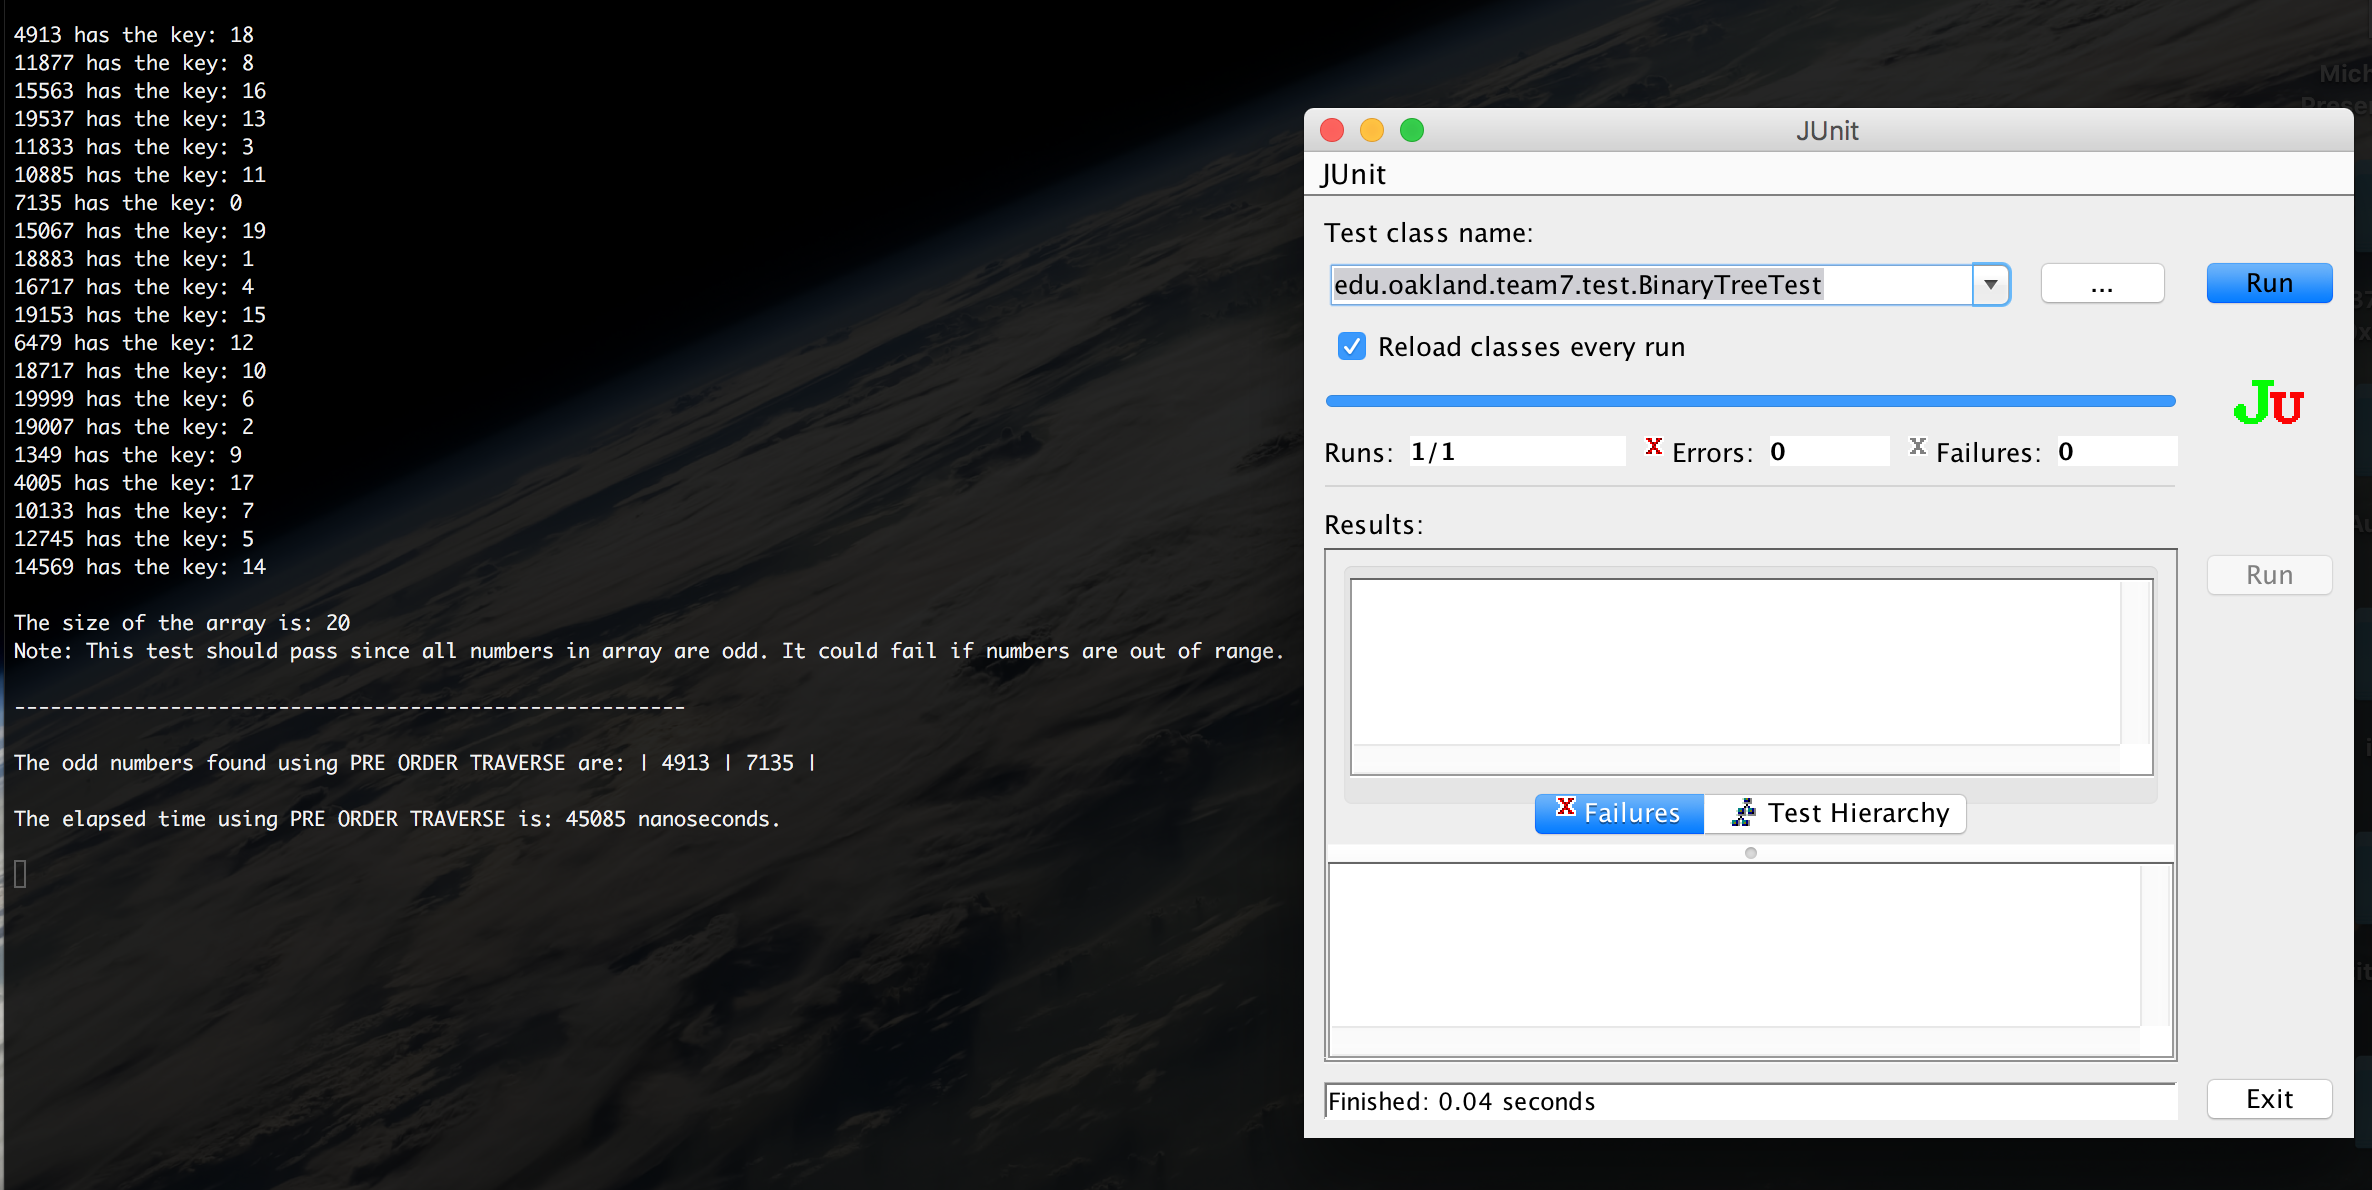 4913 has the key: 18
11877 has the key: 8
15563 has the key: 16
19537 has the key: 13
11833 has the key: 3
10885 has the key: 11
7135 has the key: 0
15067 has the key: 19
18883 has the key: 1
16717 has the key: 4
19153 has the key: 15
6479 has the key: 12
18717 has the key: 10
19999 has the key: 6
19007 has the key: 2
1349 has the key: 9
4005 has the key: 17
10133 has the key: 7
12745 has the key: 5
14569 has the key: 14
The size of the array is: 20
Note: This test should pass since all numbers in array are odd. It could fail if numbers are out of range.
--------------------------------------------------------
The odd numbers found using PRE ORDER TRAVERSE are: | 4913 | 7135 |
The elapsed time using PRE ORDER TRAVERSE is: 45085 nanoseconds.
JUnit
JUnit
Test class name:
edu.oakland.team7.test.BinaryTreeTest
...
Run
Reload classes every run
JU
Runs: 1/1 X Errors: 0 X Failures: 0
Results:
Run
X Failures Test Hierarchy
Finished: 0.04 seconds
Exit